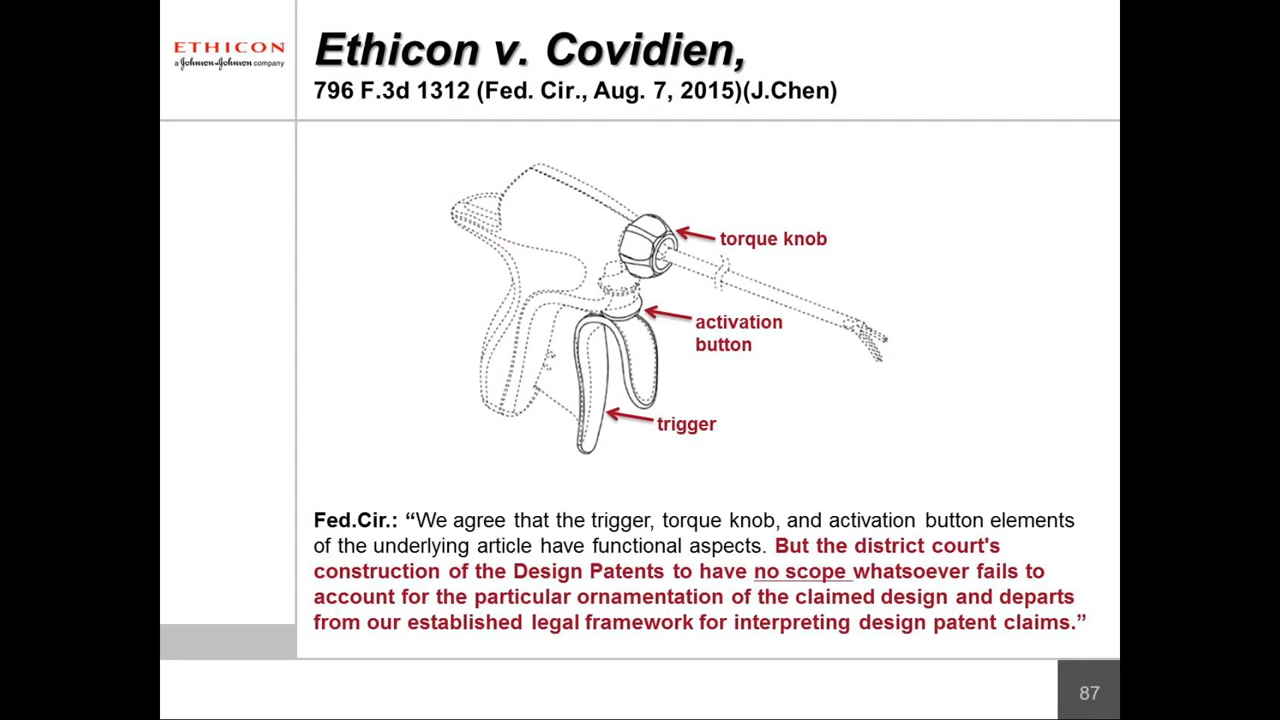 ETHICON
a Johnson & Johnson company
Ethicon v. Covidien,
796 F.3d 1312 (Fed. Cir., Aug. 7, 2015)(J.Chen)
torque knob
activation
button
trigger
Fed.Cir.: “We agree that the trigger, torque knob, and activation button elements
of the underlying article have functional aspects. But the district court's
construction of the Design Patents to have no scope whatsoever fails to
account for the particular ornamentation of the claimed design and departs
from our established legal framework for interpreting design patent claims.”
87